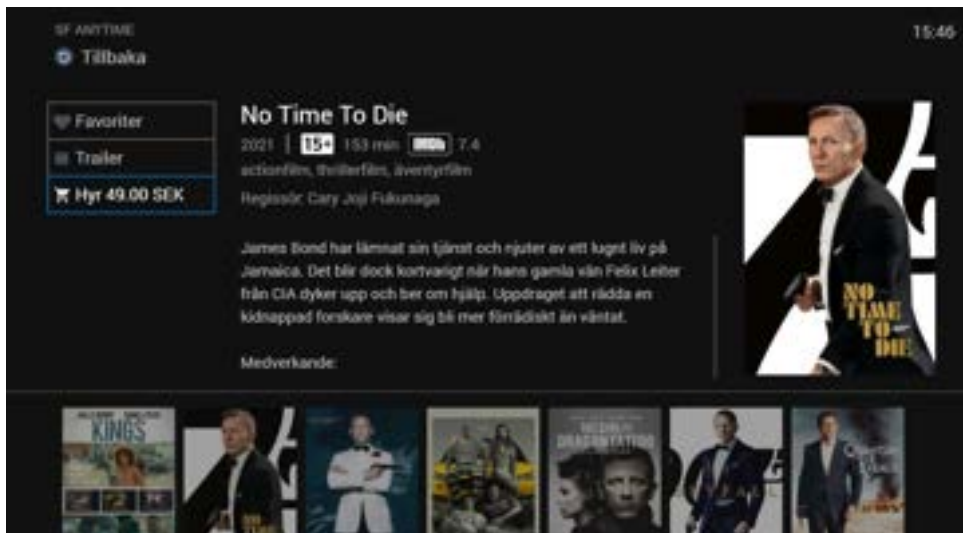 SF ANYTIME
15:46
Tillbaka
Favoriter
Trailer
Hyr 49.00 SEK
No Time To Die
2021 | 15+ 153 min IMDb 7.4
actionfilm, thrillerfilm, äventyrfilm
Regissör: Cary Joji Fukunaga
James Bond har lämnat sin tjänst och njuter av ett lugnt liv på
Jamaica. Det blir dock kortvarigt när hans gamla vän Felix Leiter
från CIA dyker upp och ber om hjälp. Uppdraget att rädda en
kidnappad forskare visar sig bli mer förrädiskt än väntat.
Medverkande:
NO
TIME
TO
DIE
KINGS
DRAGON TATTOO